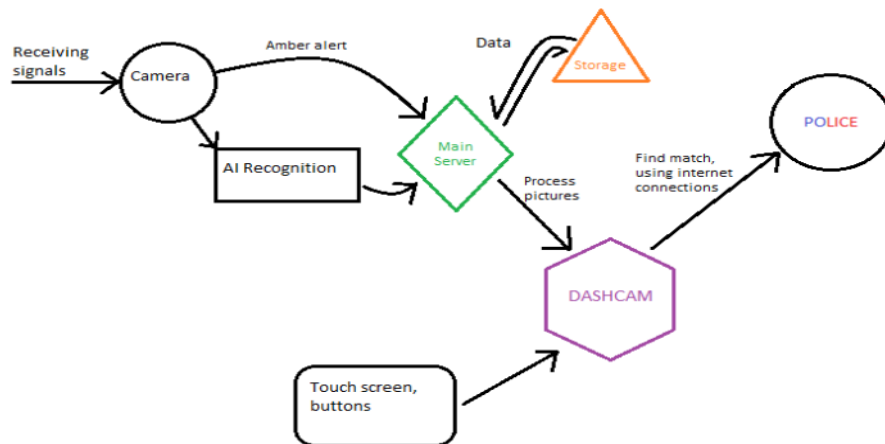 Receiving
signals
Camera
Amber alert
Data
Storage
AI Recognition
Main
Server
Process
pictures
Find match,
using internet
connections
POLICE
DASHCAM
Touch screen,
buttons